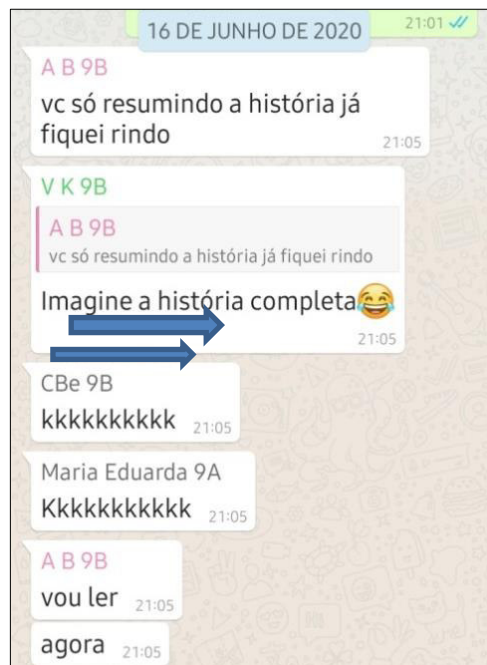 21:01
16 DE JUNHO DE 2020
A B 9B
vc só resumindo a história já
fiquei rindo
21:05
V K 9B
A B 9B
vc só resumindo a história já fiquei rindo
Imagine a história completa😂
21:05
CBe 9B
kkkkkkkkkk 21:05
Maria Eduarda 9A
Kkkkkkkkkkk 21:05
A B 9B
vou ler 21:05
agora 21:05